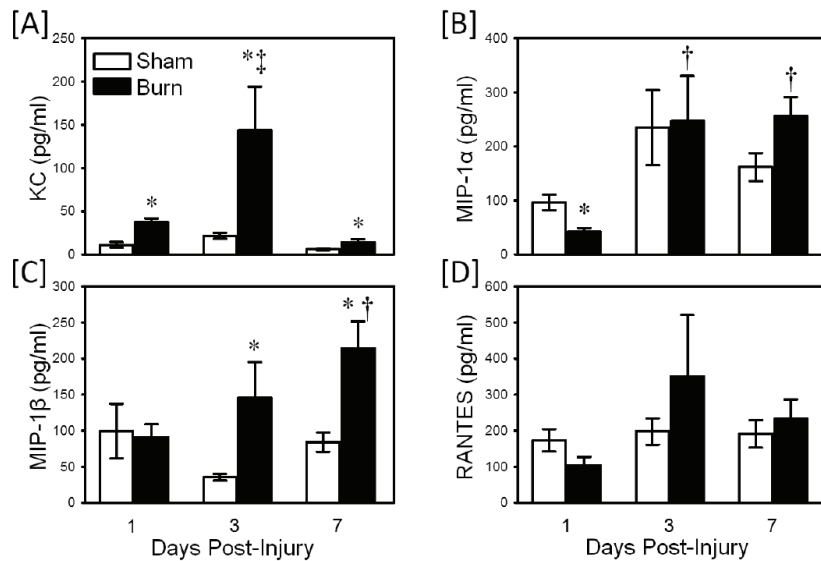 [A]
250
200
150
100
50
0
KC (pg/ml)
Sham
Burn
*
*‡
*
[B]
400
300
200
100
0
MIP-1α (pg/ml)
*
†
†
[C]
300
250
200
150
100
50
0
MIP-1β (pg/ml)
*
* †
1 3 7
Days Post-Injury
[D]
600
500
400
300
200
100
0
RANTES (pg/ml)
1 3 7
Days Post-Injury